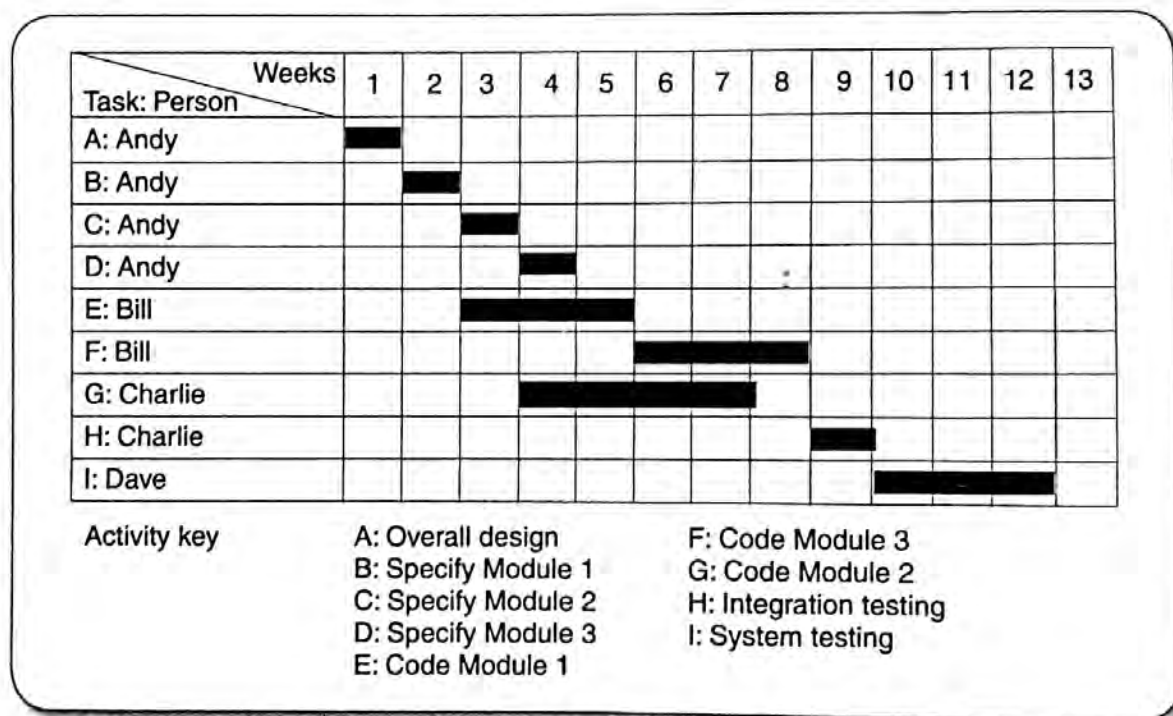 Weeks 1 2 3 4 5 6 7 8 9 10 11 12 13
Task: Person
A: Andy
B: Andy
C: Andy
D: Andy
E: Bill
F: Bill
G: Charlie
H: Charlie
I: Dave
Activity key
A: Overall design
B: Specify Module 1
C: Specify Module 2
D: Specify Module 3
E: Code Module 1
F: Code Module 3
G: Code Module 2
H: Integration testing
I: System testing